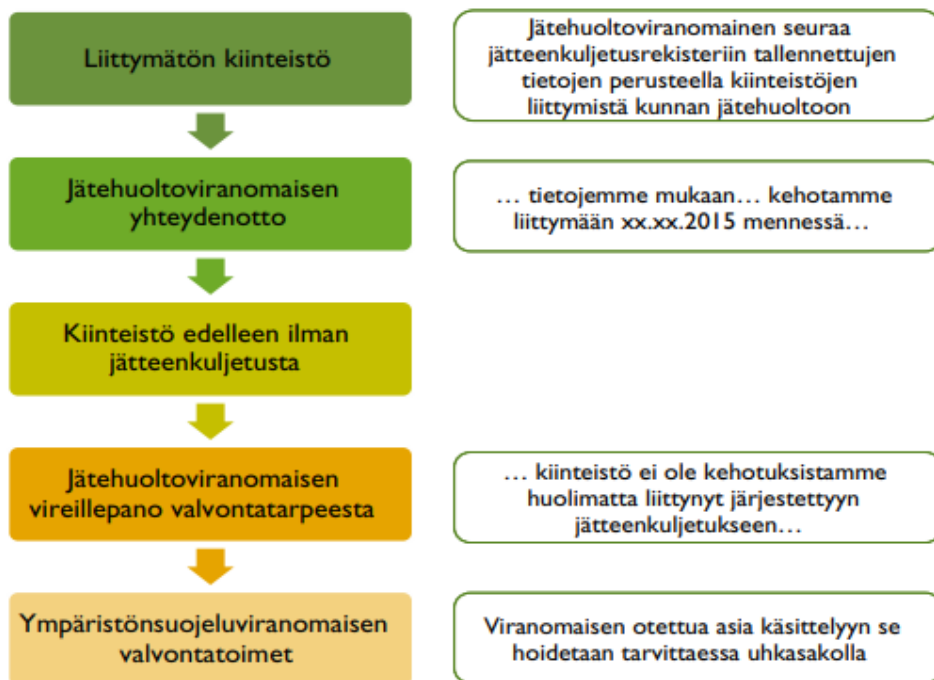 Liittymätön kiinteistö
Jätehuoltoviranomainen seuraa
jätteenkuljetusrekisteriin tallennettujen
tietojen perusteella kiinteistöjen
liittymistä kunnan jätehuoltoon
Jätehuoltoviranomaisen
yhteydenotto
… tietojemme mukaan… kehotamme
liittymään xx.xx.2015 mennessä…
Kiinteistö edelleen ilman
jätteenkuljetusta
Jätehuoltoviranomaisen
vireillepano valvontatarpeesta
… kiinteistö ei ole kehotuksistamme
huolimatta liittynyt järjestettyyn
jätteenkuljetukseen…
Ympäristönsuojeluviranomaisen
valvontatoimet
Viranomaisen otettua asia käsittelyyn se
hoidetaan tarvittaessa uhkasakolla